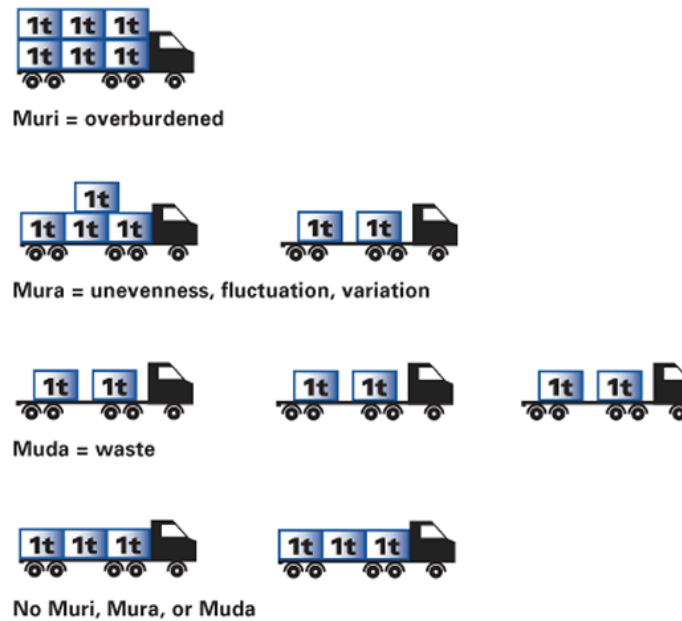 1t 1t 1t
1t 1t 1t
Muri = overburdened
1t
1t 1t 1t 1t 1t
Mura = unevenness, fluctuation, variation
1t 1t 1t 1t 1t 1t
Muda = waste
1t 1t 1t 1t 1t 1t
No Muri, Mura, or Muda